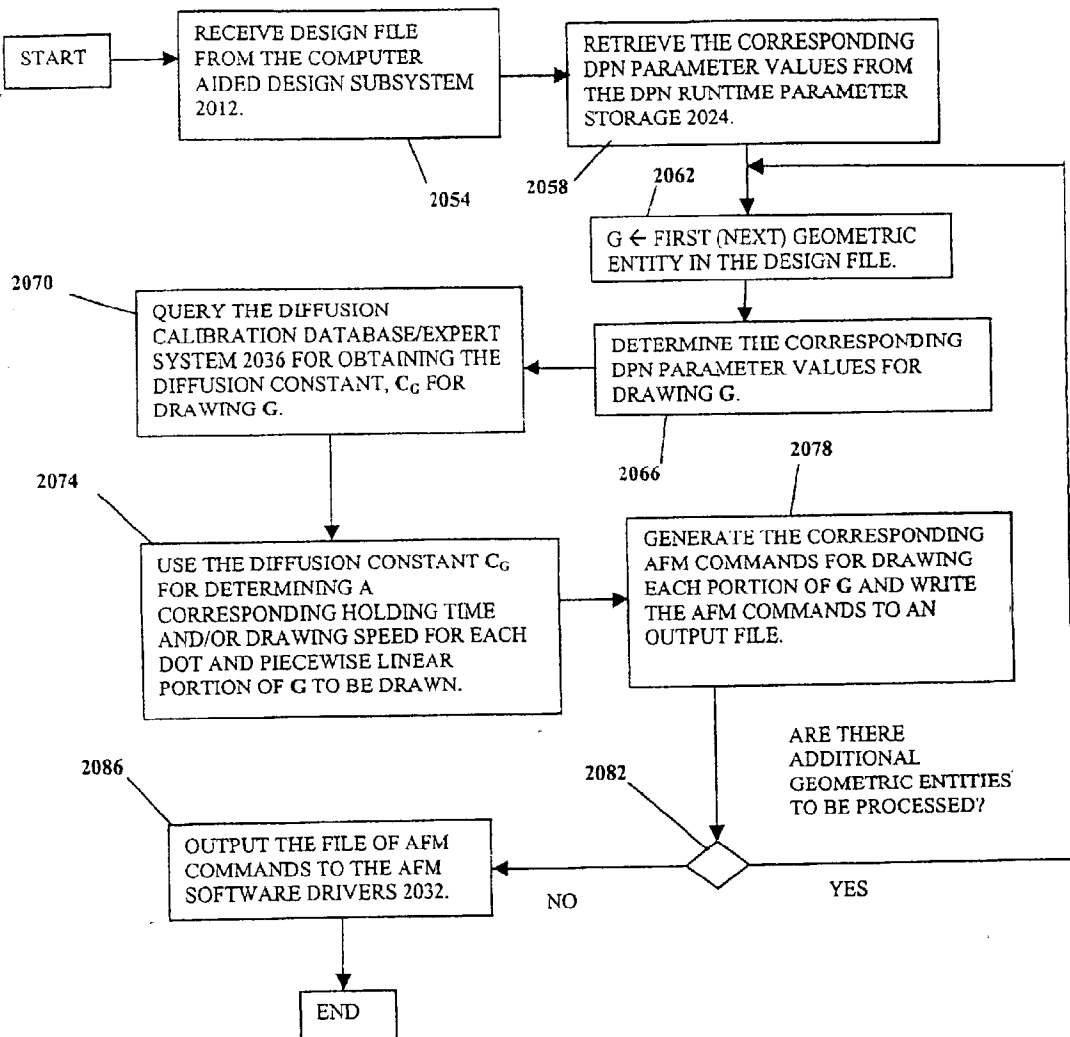 START
RECEIVE DESIGN FILE
FROM THE COMPUTER
AIDED DESIGN SUBSYSTEM
2012.
2054
RETRIEVE THE CORRESPONDING
DPN PARAMETER VALUES FROM
THE DPN RUNTIME PARAMETER
STORAGE 2024.
2058
2062
G ← FIRST (NEXT) GEOMETRIC
ENTITY IN THE DESIGN FILE.
DETERMINE THE CORRESPONDING
DPN PARAMETER VALUES FOR
DRAWING G.
2066
2070
QUERY THE DIFFUSION
CALIBRATION DATABASE/EXPERT
SYSTEM 2036 FOR OBTAINING THE
DIFFUSION CONSTANT, CG FOR
DRAWING G.
2074
USE THE DIFFUSION CONSTANT CG
FOR DETERMINING A
CORRESPONDING HOLDING TIME
AND/OR DRAWING SPEED FOR EACH
DOT AND PIECEWISE LINEAR
PORTION OF G TO BE DRAWN.
2078
GENERATE THE CORRESPONDING
AFM COMMANDS FOR DRAWING
EACH PORTION OF G AND WRITE
THE AFM COMMANDS TO AN
OUTPUT FILE.
ARE THERE
ADDITIONAL
GEOMETRIC ENTITIES
TO BE PROCESSED?
2082
YES
NO
2086
OUTPUT THE FILE OF AFM
COMMANDS TO THE AFM
SOFTWARE DRIVERS 2032.
END